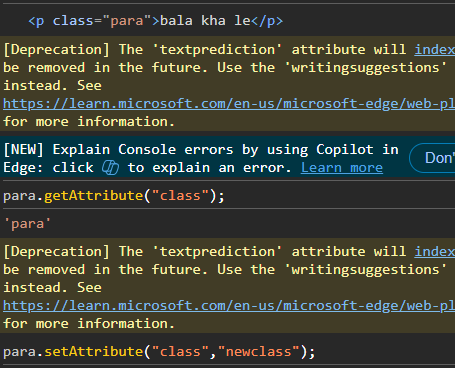 <p class="para">bala kha le</p>
[Deprecation] The 'textprediction' attribute will index
be removed in the future. Use the 'writingsuggestions'
instead. See
https://learn.microsoft.com/en-us/microsoft-edge/web-pl
for more information.
[NEW] Explain Console errors by using Copilot in
Edge: click to explain an error. Learn more
Don'
para.getAttribute("class");
'para'
[Deprecation] The 'textprediction' attribute will index
be removed in the future. Use the 'writingsuggestions'
instead. See
https://learn.microsoft.com/en-us/microsoft-edge/web-pl
for more information.
para.setAttribute("class","newclass");